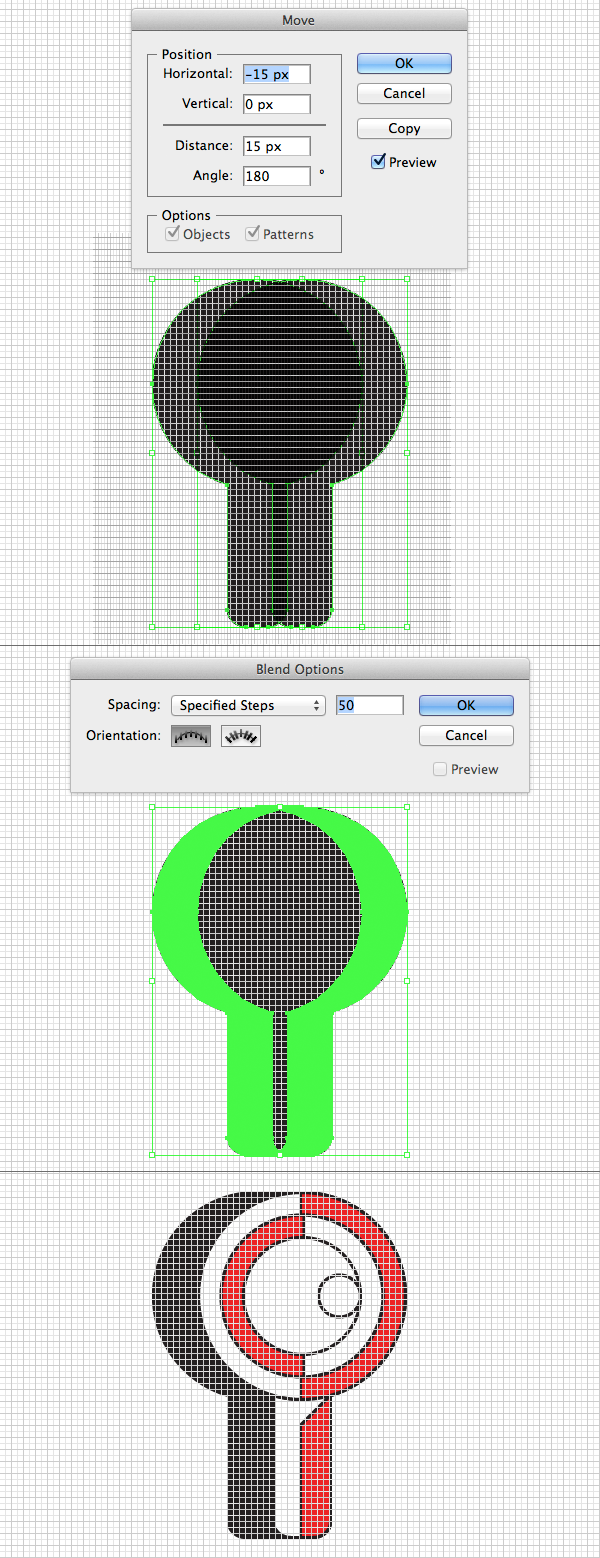 Move
Position
Horizontal: -15 px
OK
Vertical: 0 px
Cancel
Copy
Distance: 15 px
Preview
Angle: 180 °
Options
Objects Patterns
Blend Options
Spacing: Specified Steps 50 OK
Orientation: Cancel
Preview